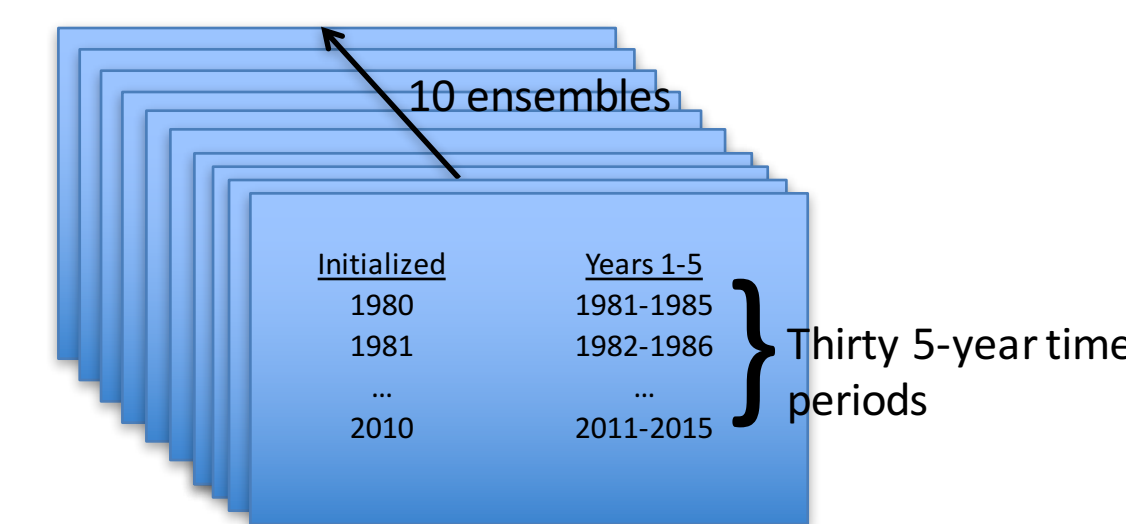 10 ensembles
Initialized Years 1-5
1980 1981-1985
1981 1982-1986
… …
2010 2011-2015
} Thirty 5-year time
periods